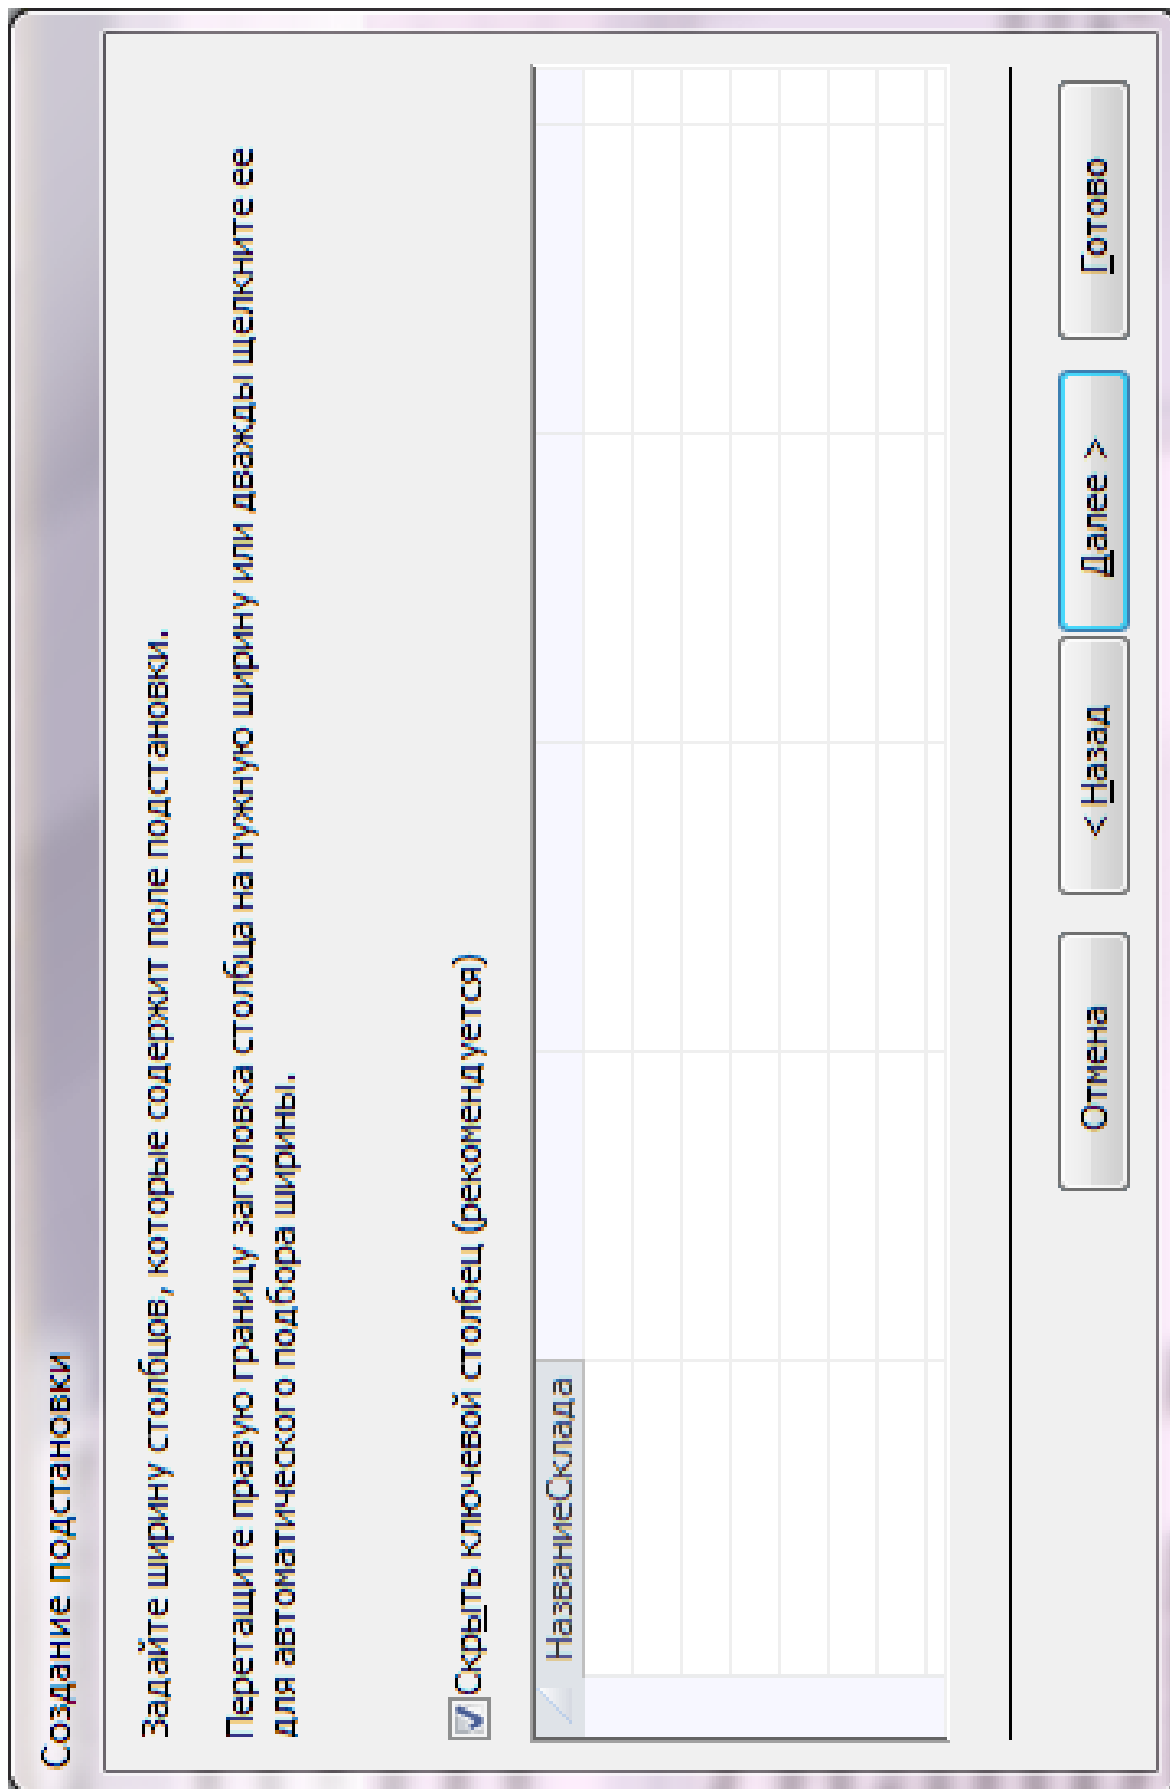 Создание подстановки
Задайте ширину столбцов, которые содержит поле подстановки.
Перетащите правую границу заголовка столбца на нужную ширину или дважды щелкните ее
для автоматического подбора ширины.
Скрыть ключевой столбец (рекомендуется)
НазваниеСклада
Отмена
< Назад
Далее >
Готово